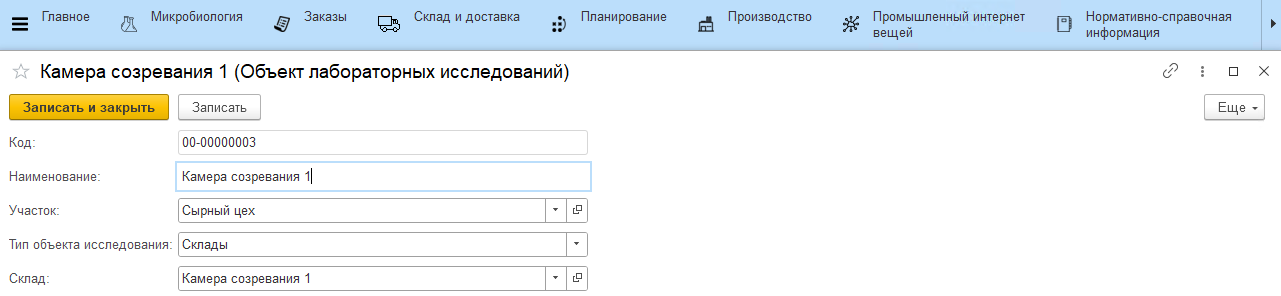 Главное
Микробиология
Заказы
Склад и доставка
Планирование
Производство
Промышленный интернет
вещей
Нормативно-справочная
информация
Камера созревания 1 (Объект лабораторных исследований)
Записать и закрыть
Записать
Еще
Код:
00-00000003
Наименование:
Камера созревания 1
Участок:
Сырный цех
Тип объекта исследования:
Склады
Склад:
Камера созревания 1